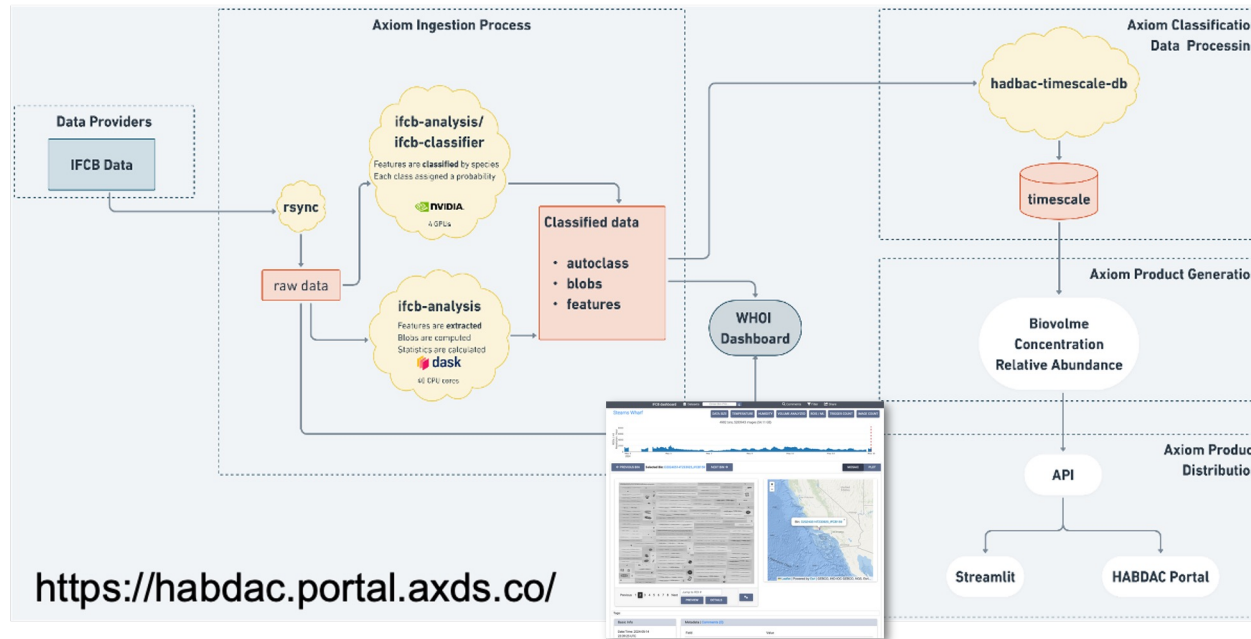 Axiom Ingestion Process
Axiom Classificatio
Data Processin
Data Providers
IFCB Data
rsync
raw data
ifcb-analysis/
ifcb-classifier
Features are classified by species
Each class assigned a probability
NVIDIA
4 GPUs
ifcb-analysis
Features are extracted
Blobs are computed
Statistics are calculated
dask
CPU cores
Classified data
• autoclass
• blobs
• features
WHOI
Dashboard
hadbac-timescale-db
timescale
Axiom Product Generatio
Biovolme
Concentration
Relative Abundance
Axiom Produc
Distributio
API
Streamlit
HABDAC Portal
Stearns Wharf
https://habdac.portal.axds.co/